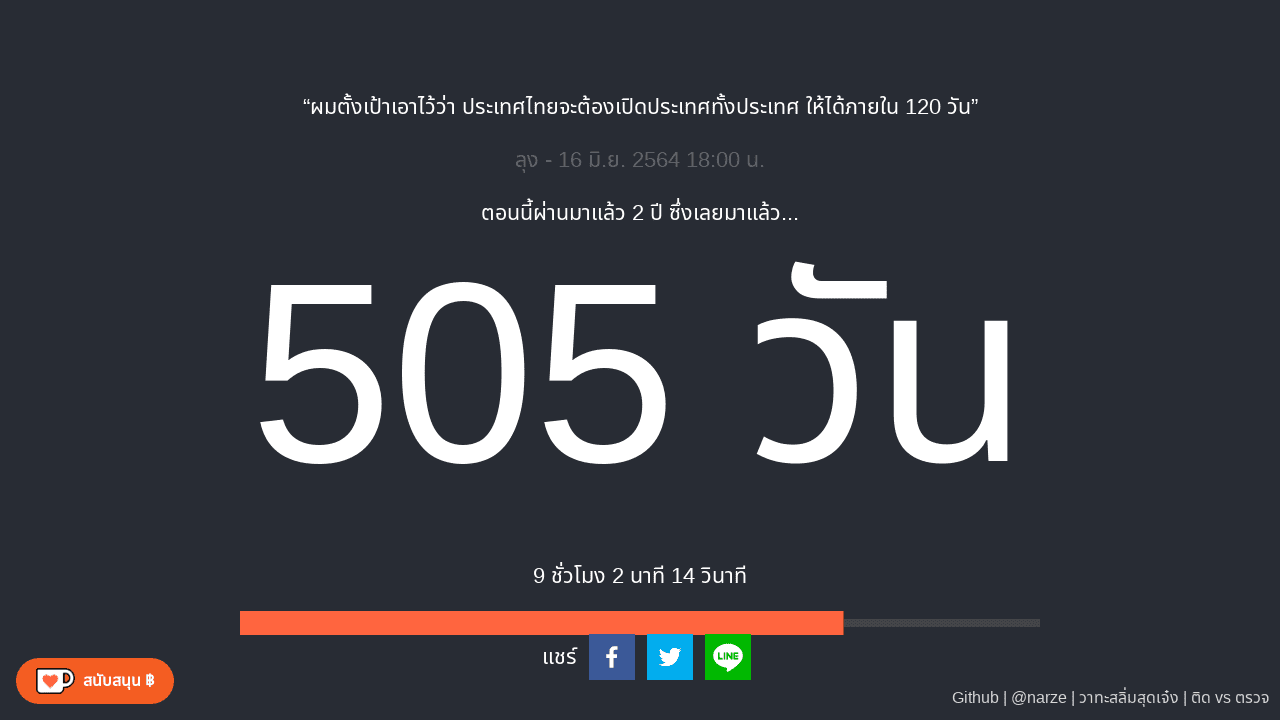 “ผมตั้งเป้าเอาไว้ว่า ประเทศไทยจะต้องเปิดประเทศทั้งประเทศ ให้ได้ภายใน 120 วัน”
ลุง - 16 มิ.ย. 2564 18:00 น.
ตอนนี้ผ่านมาแล้ว 2 ปี ซึ่งเลยมาแล้ว...
505 วัน
9 ชั่วโมง 2 นาที 14 วินาที
แชร์
LINE
สนับสนุน ฿
Github | @narze | วาทะสลิ่มสุดเจ๋ง | ติด vs ตรวจ